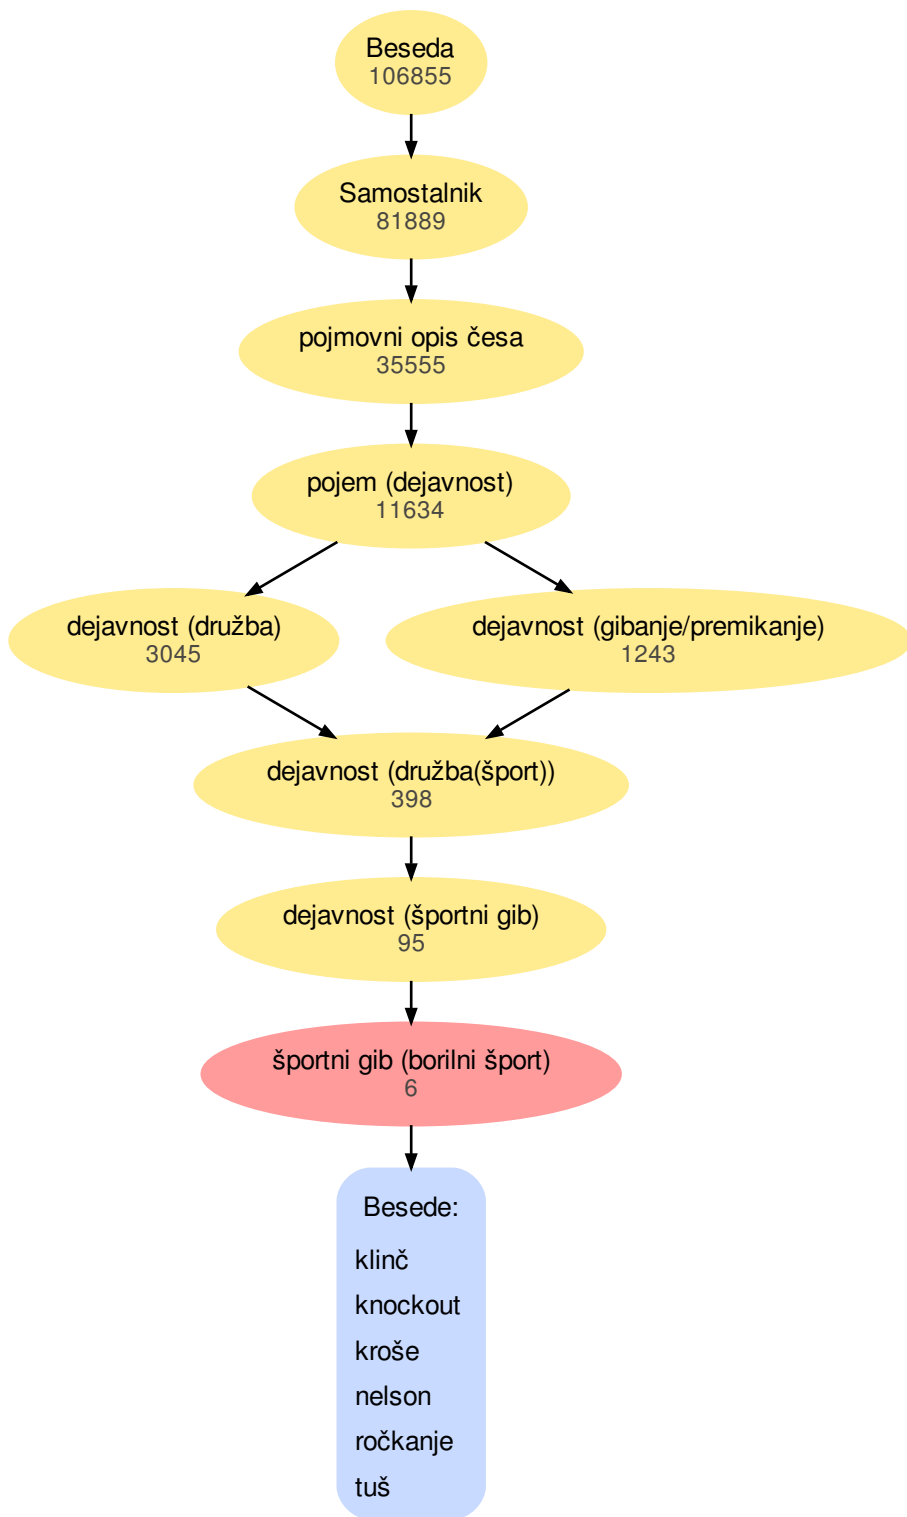 Beseda
106855
Samostalnik
81889
pojmovni opis česa
35555
pojem (dejavnost)
11634
dejavnost (družba)
3045
dejavnost (gibanje/premikanje)
1243
dejavnost (družba(šport))
398
dejavnost (športni gib)
95
športni gib (borilni šport)
6
Besede:
klinč
knockout
kroše
nelson
ročkanje
tuš